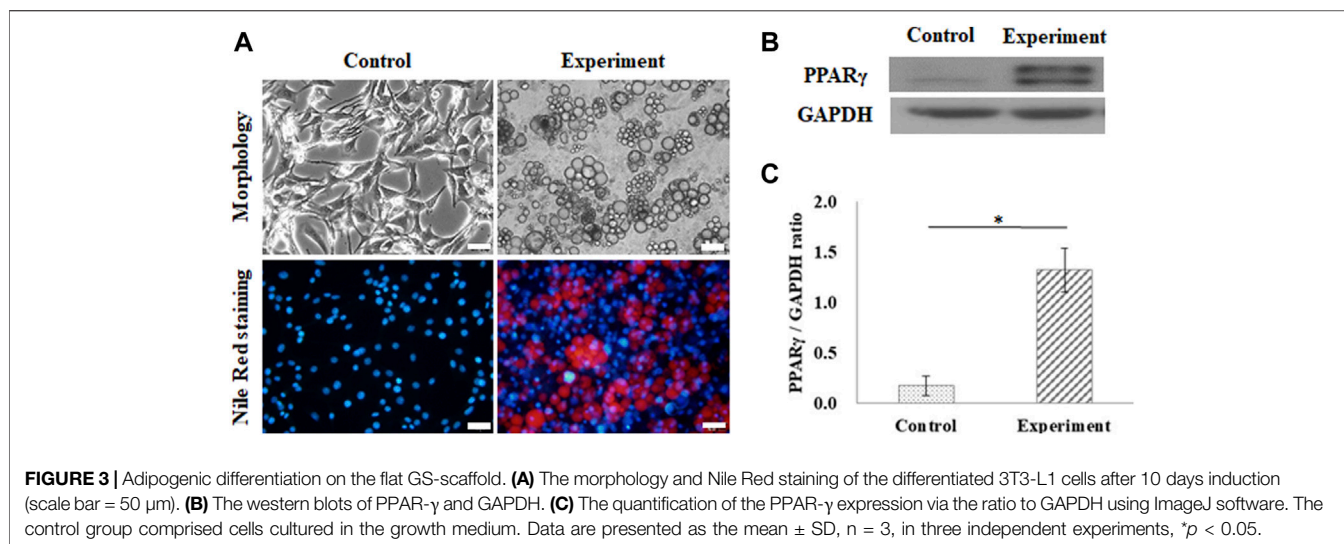 A
Control
Experiment
Morphology
Nile Red staining
B
Control
Experiment
PPARγ
GAPDH
C
PPARγ / GAPDH ratio
2.0
1.5
1.0
0.5
0.0
*
Control
Experiment
FIGURE 3 | Adipogenic differentiation on the flat GS-scaffold. (A) The morphology and Nile Red staining of the differentiated 3T3-L1 cells after 10 days induction
(scale bar = 50 μm). (B) The western blots of PPAR-γ and GAPDH. (C) The quantification of the PPAR-γ expression via the ratio to GAPDH using ImageJ software. The
control group comprised cells cultured in the growth medium. Data are presented as the mean ± SD, n = 3, in three independent experiments, *p < 0.05.